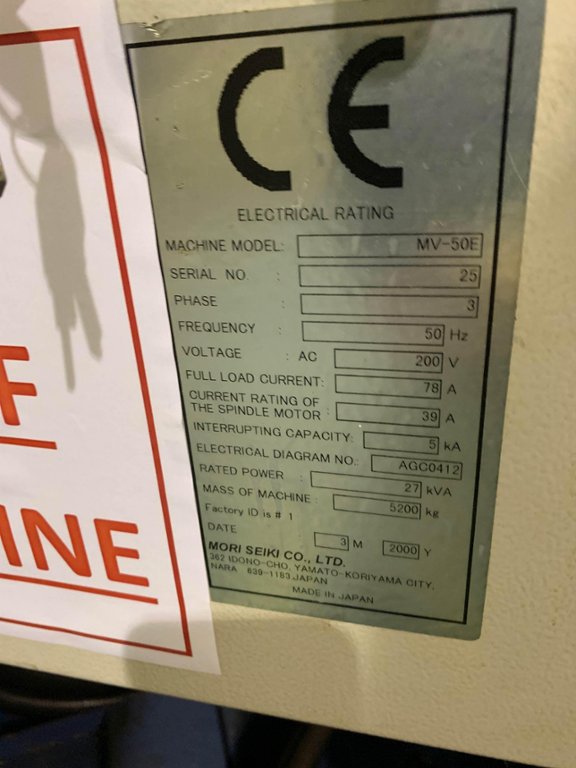 CE
ELECTRICAL RATING
MACHINE MODEL: MV-50E
SERIAL NO. : 25
PHASE : 3
FREQUENCY : 50 Hz
VOLTAGE : AC 200 V
FULL LOAD CURRENT: 78 A
CURRENT RATING OF
THE SPINDLE MOTOR : 39 A
INTERRUPTING CAPACITY: 5 kA
ELECTRICAL DIAGRAM NO.: AGC0412
RATED POWER : 27 kVA
MASS OF MACHINE : 5200 kg
Factory ID is # 1
DATE 3 M 2000 Y
MORI SEIKI CO., LTD.
362 IDONO-CHO, YAMATO-KORIYAMA CITY,
NARA 639-1183 JAPAN
MADE IN JAPAN
F
INE